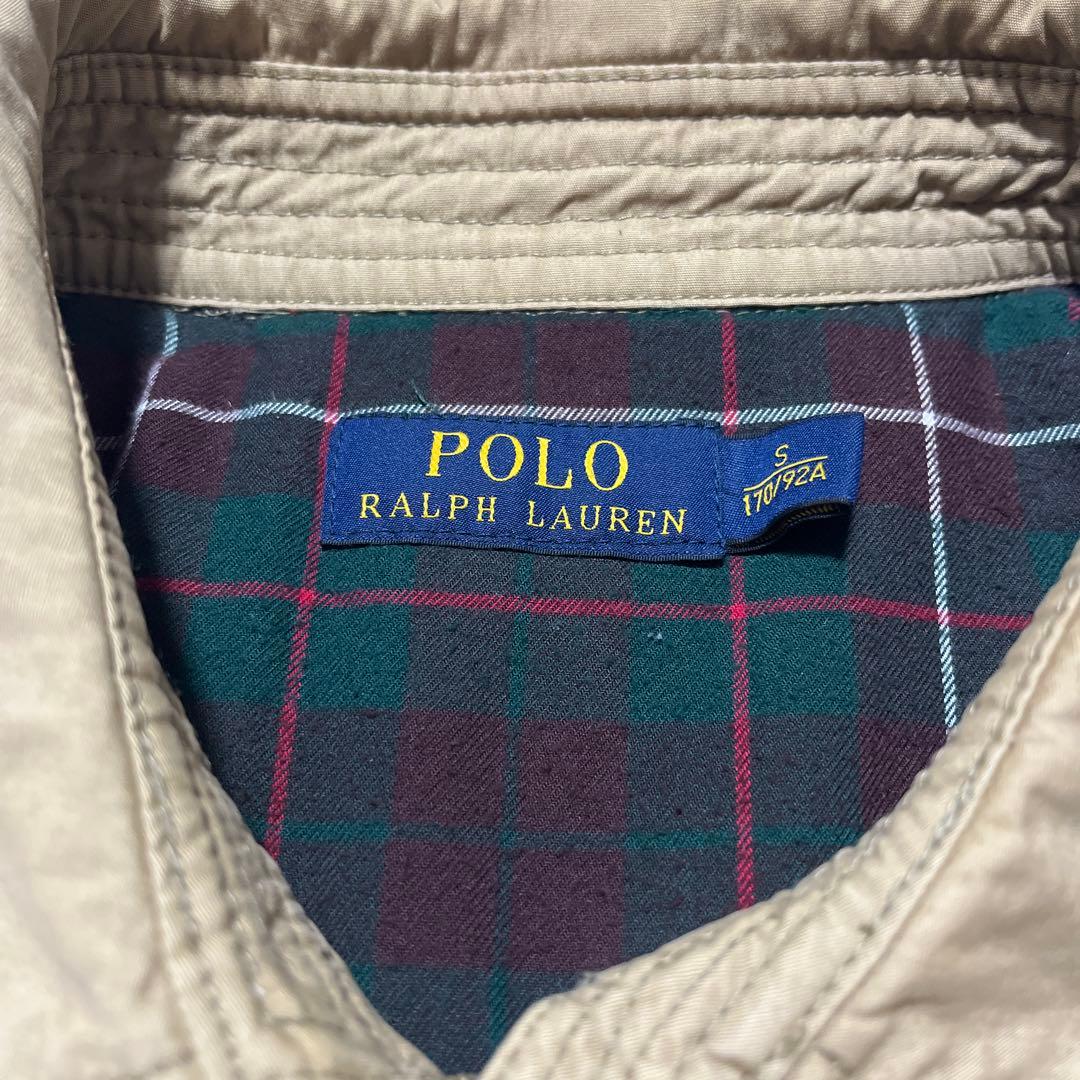 POLO
RALPH LAUREN
S
170/92A